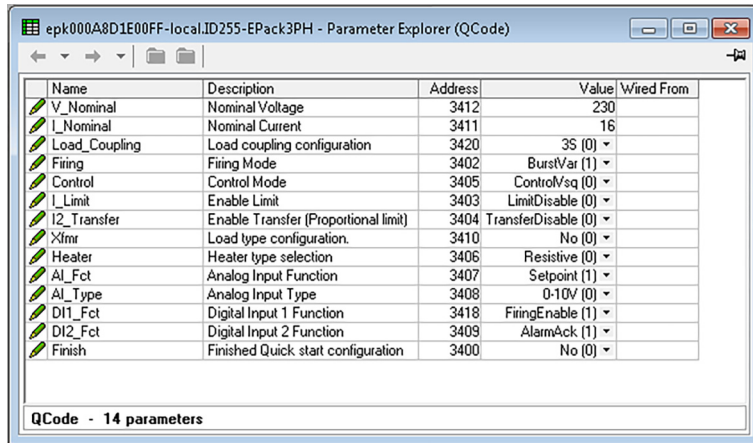 epk000A8D1E00FF-local.ID255-EPack3PH - Parameter Explorer (QCode)
Name Description Address Value Wired From
V_Nominal Nominal Voltage 3412 230
I_Nominal Nominal Current 3411 16
Load_Coupling Load coupling configuration 3420 3S (0)
Firing Firing Mode 3402 BurstVar (1)
Control Control Mode 3405 ControlVsq (0)
I_Limit Enable Limit 3403 LimitDisable (0)
I2_Transfer Enable Transfer (Proportional limit) 3404 TransferDisable (0)
Xfmr Load type configuration. 3410 No (0)
Heater Heater type selection 3406 Resistive (0)
AI_Fct Analog Input Function 3407 Setpoint (1)
AI_Type Analog Input Type 3408 0-10V (0)
DI1_Fct Digital Input 1 Function 3418 FiringEnable (1)
DI2_Fct Digital Input 2 Function 3409 AlarmAck (1)
Finish Finished Quick start configuration 3400 No (0)
QCode - 14 parameters